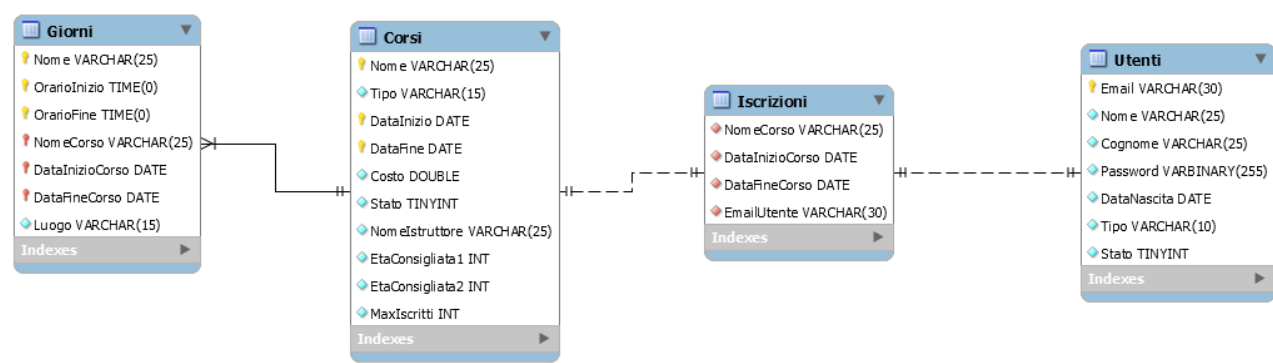 Giorni
Nome VARCHAR(25)
OrarioInizio TIME(0)
OrarioFine TIME(0)
NomeCorso VARCHAR(25)
DataInizioCorso DATE
DataFineCorso DATE
Luogo VARCHAR(15)
Indexes
Corsi
Nome VARCHAR(25)
Tipo VARCHAR(15)
DataInizio DATE
DataFine DATE
Costo DOUBLE
Stato TINYINT
NomeIstruttore VARCHAR(25)
EtaConsigliata1 INT
EtaConsigliata2 INT
MaxIscritti INT
Indexes
Iscrizioni
NomeCorso VARCHAR(25)
DataInizioCorso DATE
DataFineCorso DATE
EmailUtente VARCHAR(30)
Indexes
Utenti
Email VARCHAR(30)
Nome VARCHAR(25)
Cognome VARCHAR(25)
Password VARBINARY(255)
DataNascita DATE
Tipo VARCHAR(10)
Stato TINYINT
Indexes